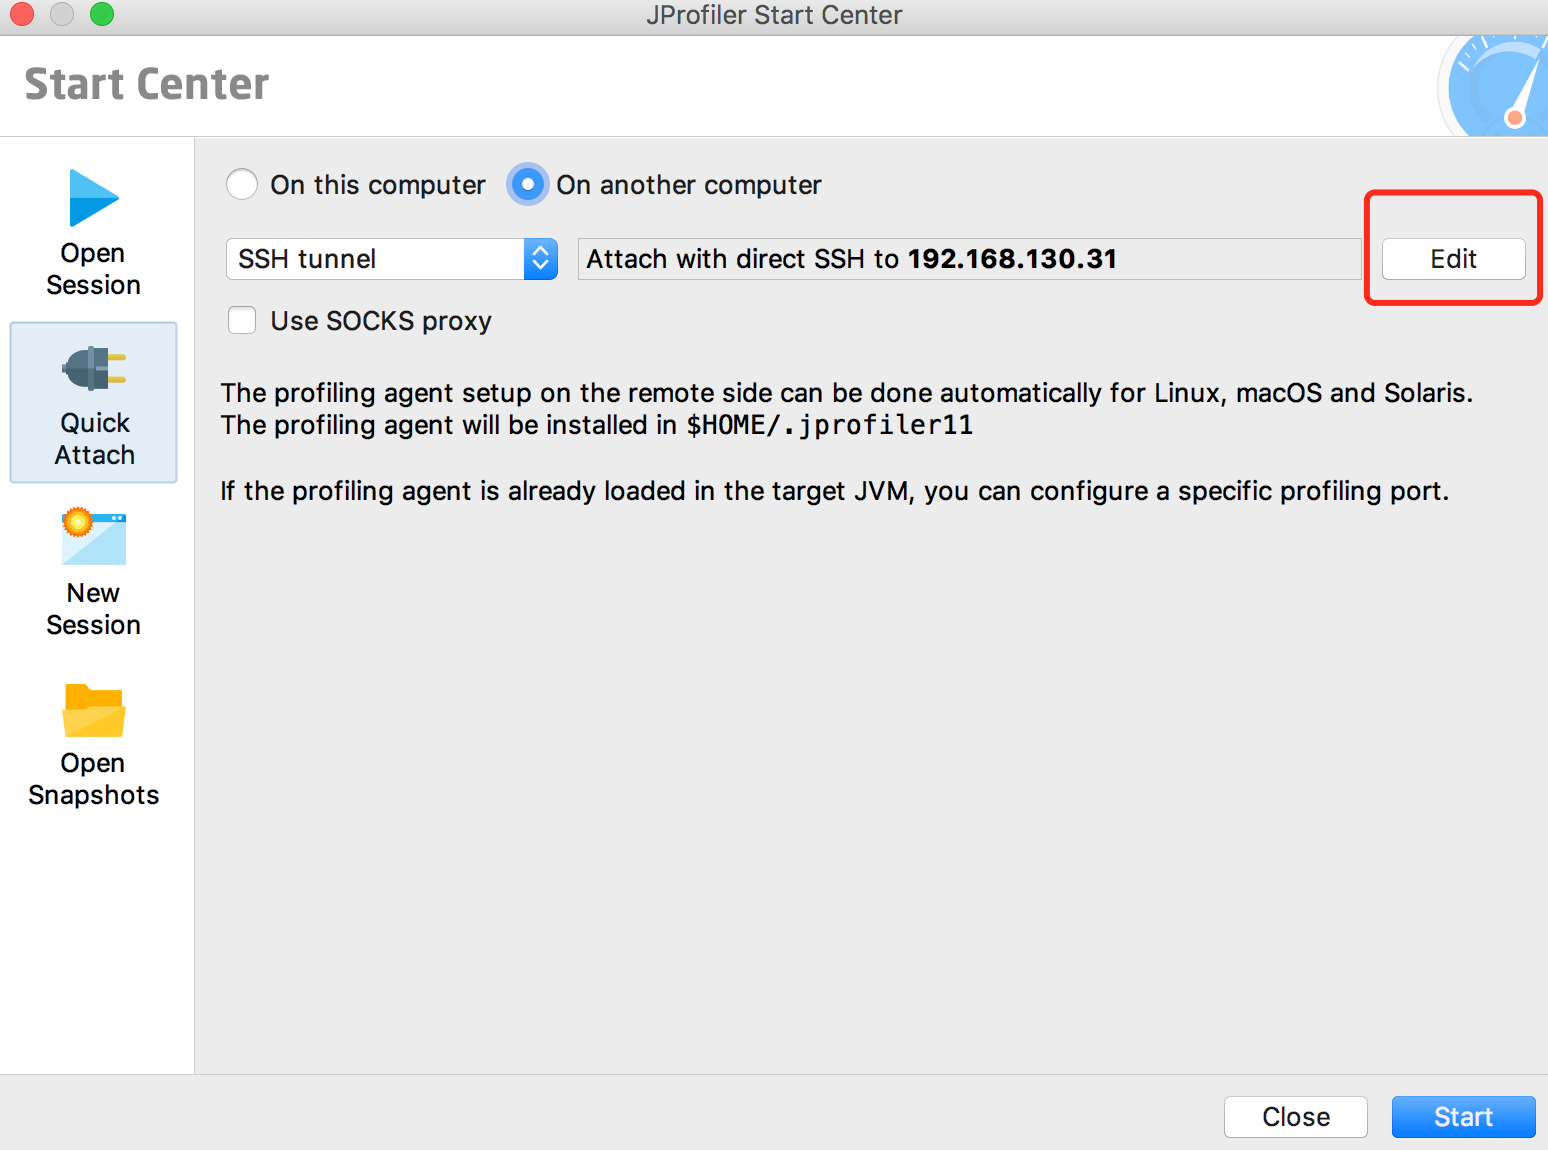 JProfiler Start Center
Start Center
Open
Session
Quick
Attach
New
Session
Open
Snapshots
On this computer
On another computer
SSH tunnel
Attach with direct SSH to 192.168.130.31
Edit
Use SOCKS proxy
The profiling agent setup on the remote side can be done automatically for Linux, macOS and Solaris.
The profiling agent will be installed in $HOME/.jprofiler11
If the profiling agent is already loaded in the target JVM, you can configure a specific profiling port.
Close
Start